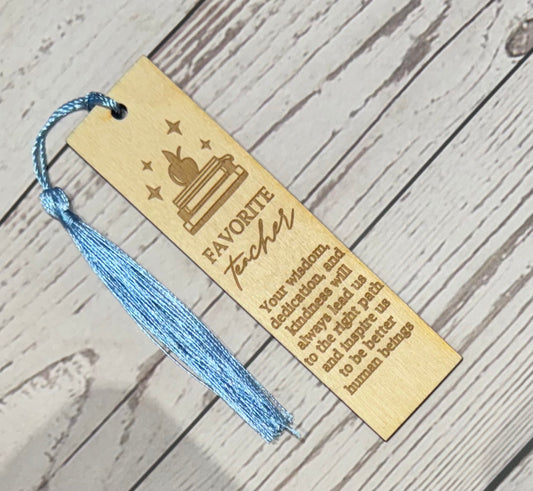 FAVORITE
teacher
Your wisdom,
dedication, and
kindness will
always lead us
to the right path
and inspire us
to be better
human beings